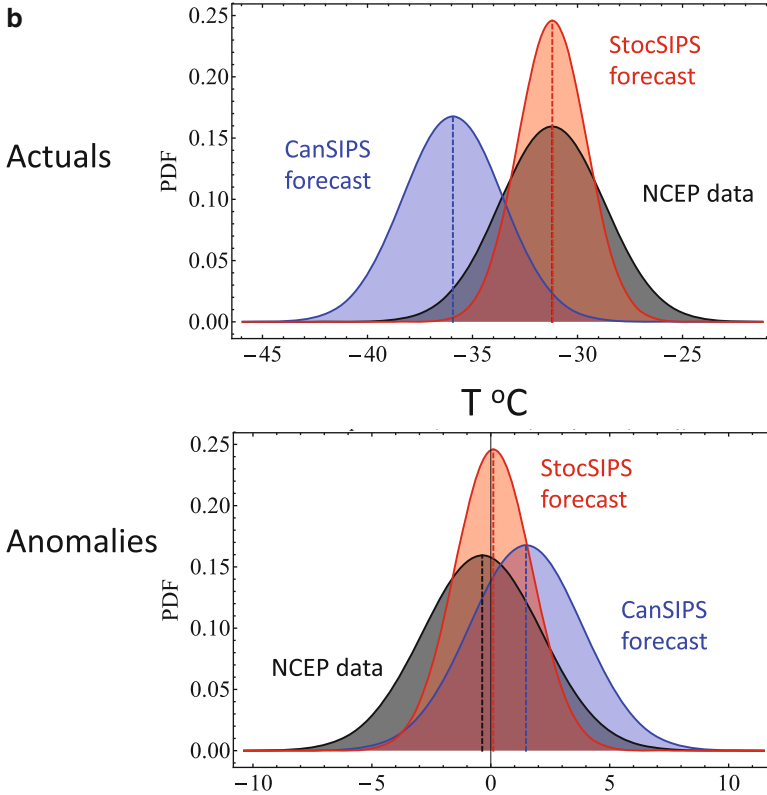 b
Actuals
PDF
0.25
0.20
0.15
0.10
0.05
0.00
StocSIPS
forecast
CanSIPS
forecast
NCEP data
−45
−40
−35
−30
−25
T °C
Anomalies
PDF
0.25
0.20
0.15
0.10
0.05
0.00
StocSIPS
forecast
CanSIPS
forecast
NCEP data
−10
−5
0
5
10